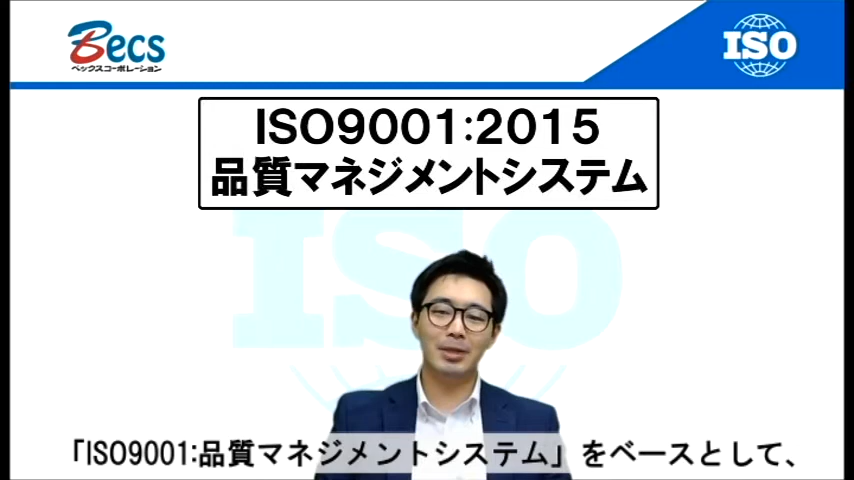 Becs
ベックスコーポレーション
ISO
ISO9001:2015
品質マネジメントシステム
ISO
「ISO9001:品質マネジメントシステム」をベースとして、